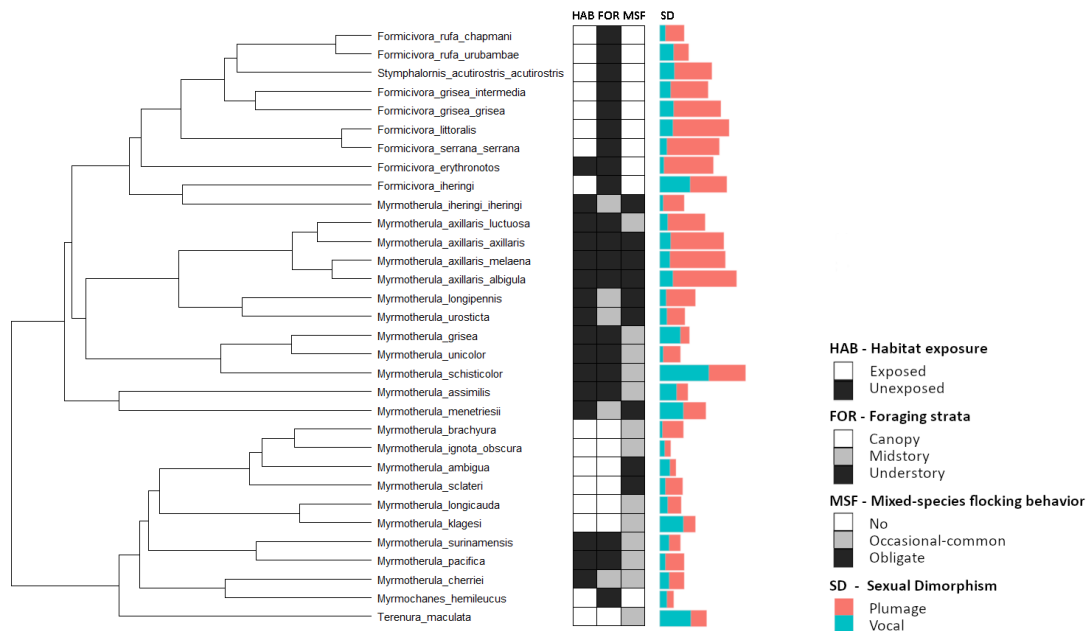 HAB FOR MSF SD
Formicivora_rufa_chapmani
Formicivora_rufa_urubambae
Stymphalornis_acutirostris_acutirostris
Formicivora_grisea_intermedia
Formicivora_grisea_grisea
Formicivora_littoralis
Formicivora_serrana_serrana
Formicivora_erythronotos
Formicivora_iheringi
Myrmotherula_iheringi_iheringi
Myrmotherula_axillaris_luctuosa
Myrmotherula_axillaris_axillaris
Myrmotherula_axillaris_melaena
Myrmotherula_axillaris_albigula
Myrmotherula_longipennis
Myrmotherula_urosticta
Myrmotherula_grisea
Myrmotherula_unicolor
Myrmotherula_schisticolor
Myrmotherula_assimilis
Myrmotherula_menetriesii
Myrmotherula_brachyura
Myrmotherula_ignota_obscura
Myrmotherula_ambigua
Myrmotherula_sclateri
Myrmotherula_longicauda
Myrmotherula_klagesi
Myrmotherula_surinamensis
Myrmotherula_pacifica
Myrmotherula_cherriei
Myrmochanes_hemileucus
Terenura_maculata
HAB - Habitat exposure
Exposed
Unexposed
FOR - Foraging strata
Canopy
Midstory
Understory
MSF - Mixed-species flocking behavior
No
Occasional-common
Obligate
SD - Sexual Dimorphism
Plumage
Vocal